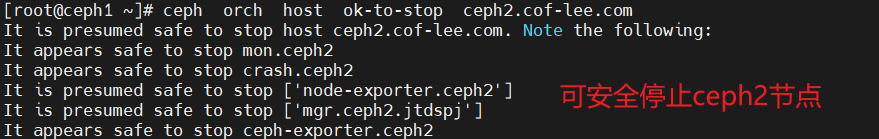 [root@ceph1 ~]# ceph  orch  host  ok-to-stop  ceph2.cof-lee.com
It is presumed safe to stop host ceph2.cof-lee.com. Note the following:
It appears safe to stop mon.ceph2
It appears safe to stop crash.ceph2
It is presumed safe to stop ['node-exporter.ceph2']
It is presumed safe to stop ['mgr.ceph2.jtdspj']
可安全停止ceph2节点
It appears safe to stop ceph-exporter.ceph2